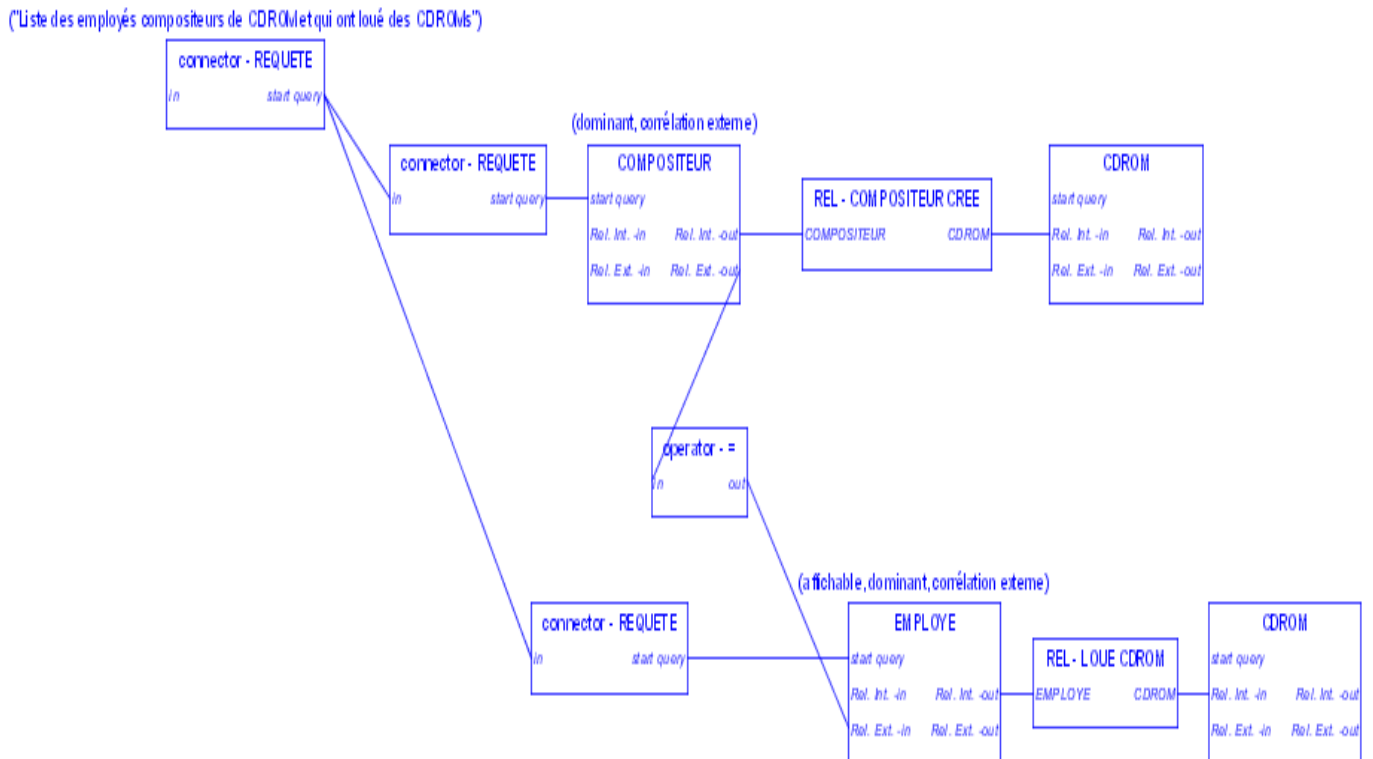 ("Liste des employés compositeurs de CDROM et qui ont loué des CDROMs")
connector - REQUETE
in start query
(dominant, corrélation externe)
connector - REQUETE
in start query
COMPOSITEUR
start query
Rel. Int. -in Rel. Int. -out
Rel. Ext. -in Rel. Ext. -out
REL - COMPOSITEUR CREE
COMPOSITEUR CDROM
CDROM
start query
Rel. Int. -in Rel. Int. -out
Rel. Ext. -in Rel. Ext. -out
operator - =
in out
(affichable, dominant, corrélation externe)
connector - REQUETE
in start query
EMPLOYE
start query
Rel. Int. -in Rel. Int. -out
Rel. Ext. -in Rel. Ext. -out
REL - LOUE CDROM
EMPLOYE CDROM
CDROM
start query
Rel. Int. -in Rel. Int. -out
Rel. Ext. -in Rel. Ext. -out